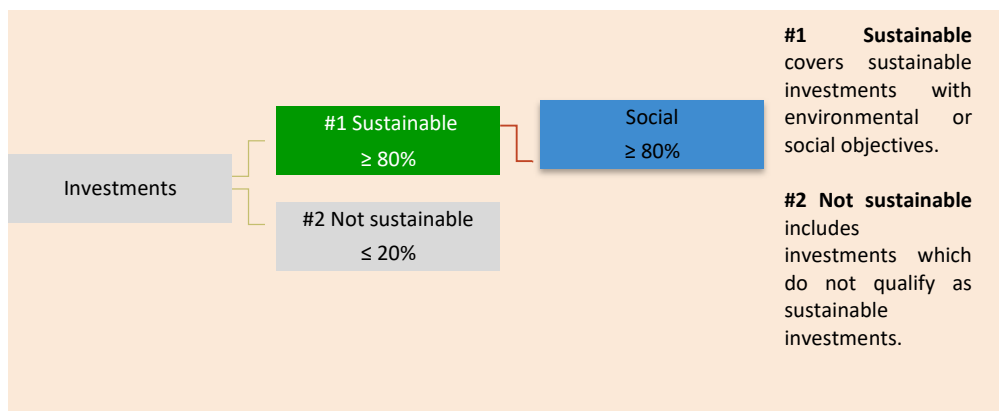 Investments
#1 Sustainable
≥ 80%
Social
≥ 80%
#2 Not sustainable
≤ 20%
#1 Sustainable
covers sustainable
investments with
environmental or
social objectives.
#2 Not sustainable
includes
investments which
do not qualify as
sustainable
investments.